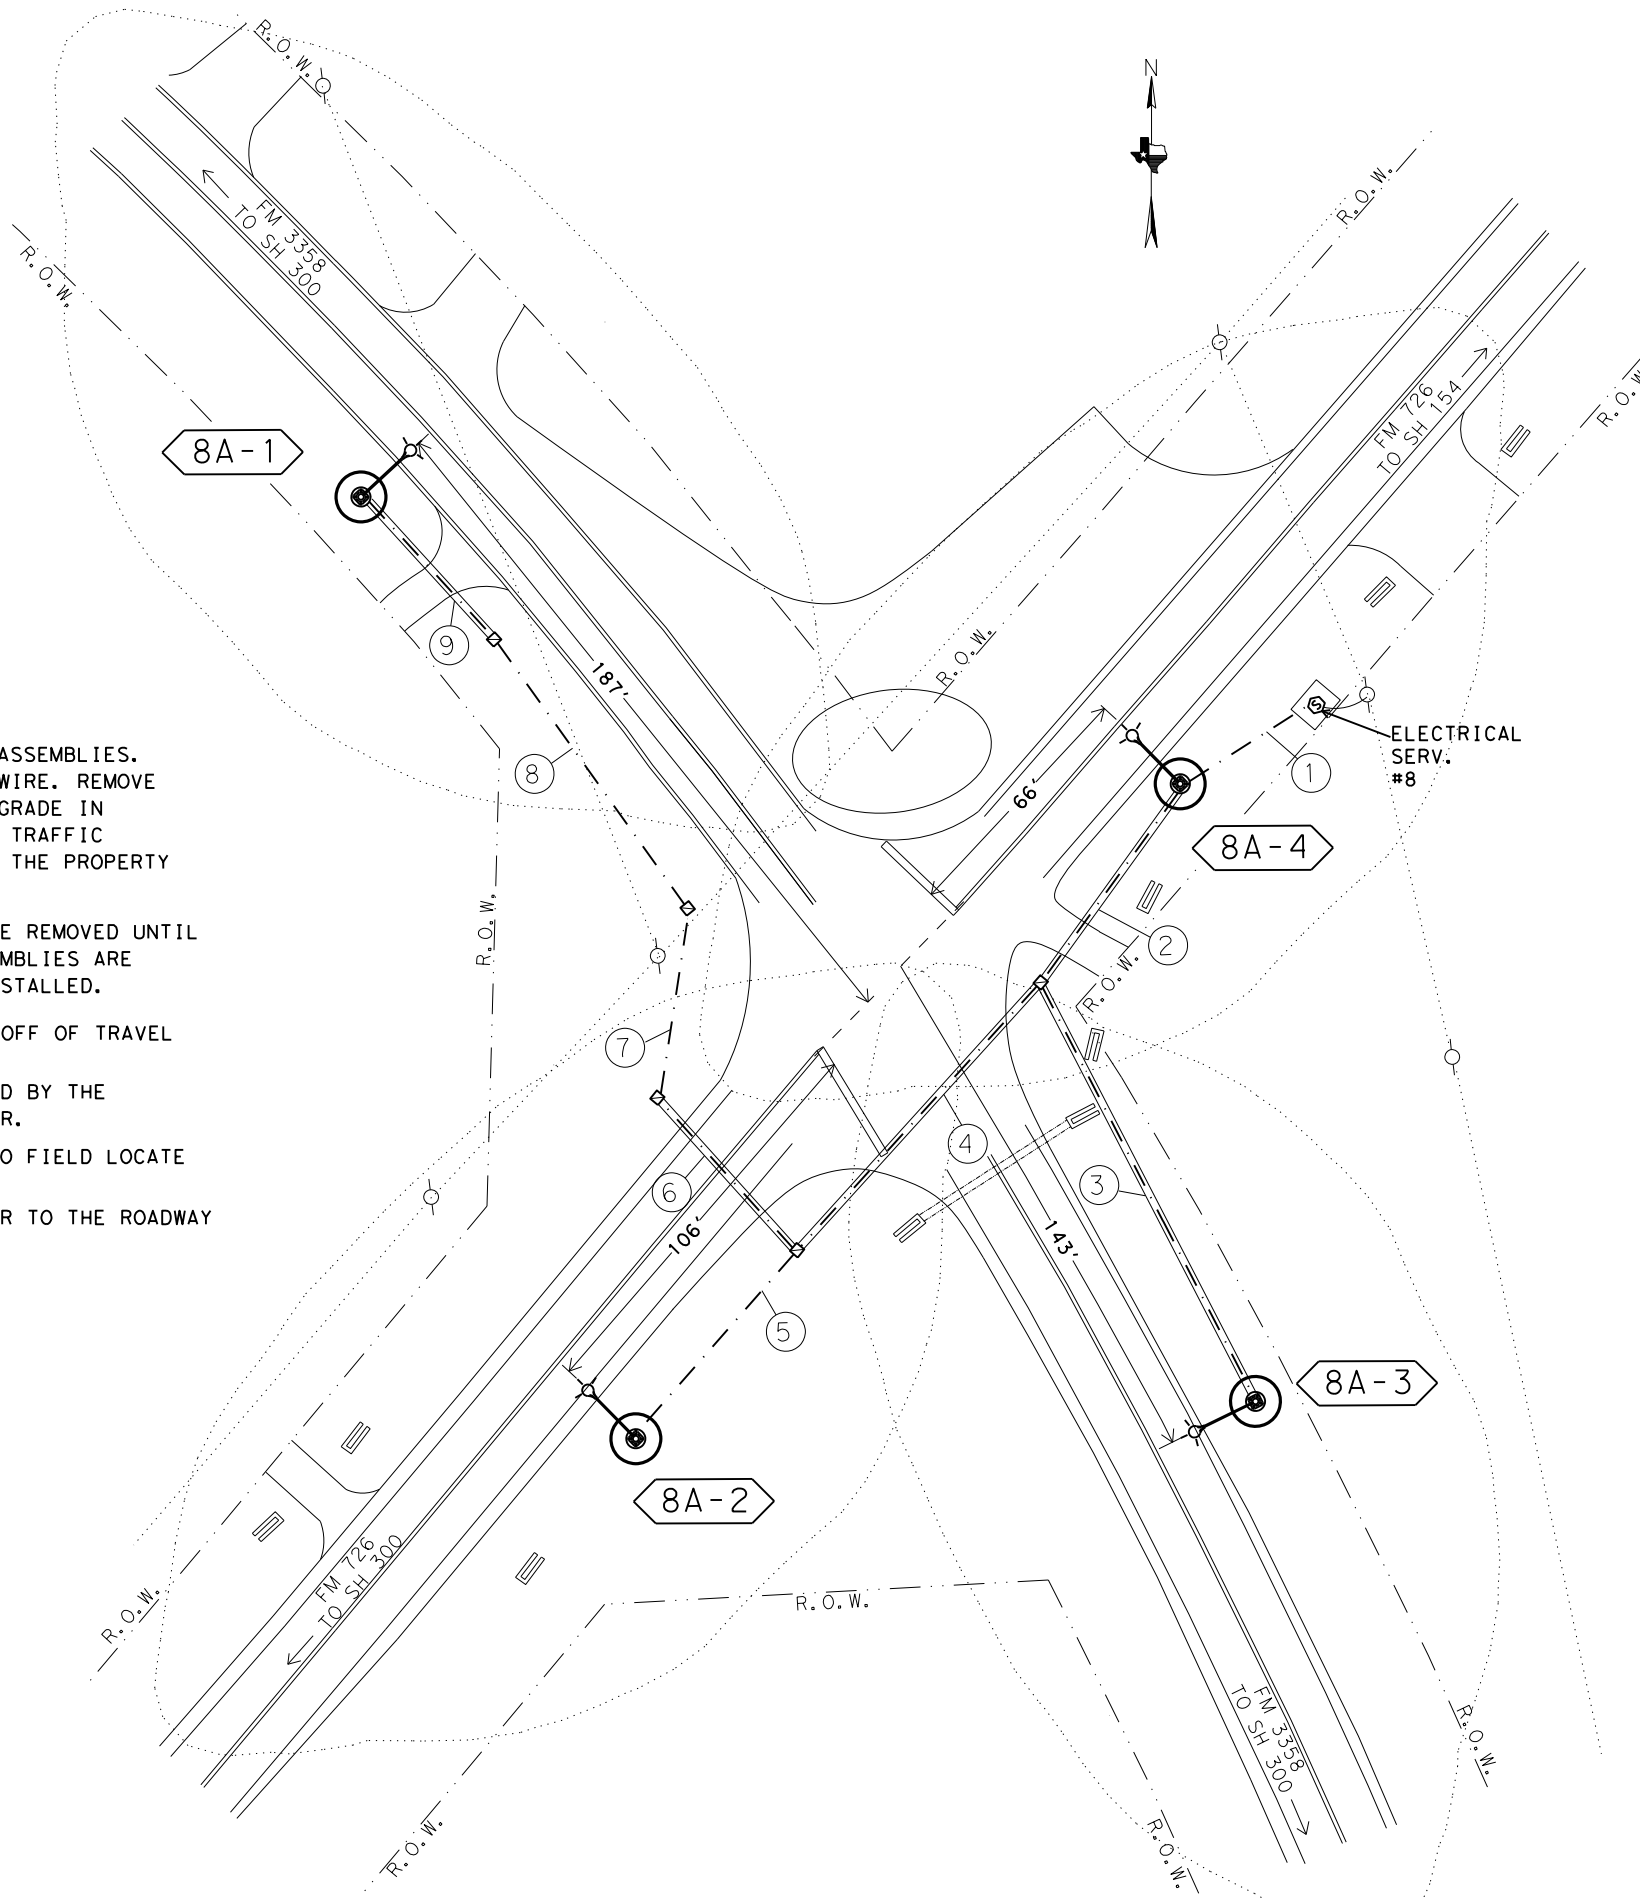 R.O.W.
N
R.O.W.
FM 3358
TO SH 300
R.O.W.
FM 726
TO SH 154
R.O.W.
8A-1
9
R.O.W.
187'
8
ELECTRICAL
SERV.
#8
1
66'
8A-4
ASSEMBLIES.
WIRE. REMOVE
GRADE IN
TRAFFIC
THE PROPERTY
E REMOVED UNTIL
MBLIES ARE
STALLED.
OFF OF TRAVEL
D BY THE
R.
O FIELD LOCATE
R TO THE ROADWAY
R.O.W.
2
R.O.W.
7
4
3
6
106'
143'
5
8A-3
8A-2
FM 726
TO SH 300
R.O.W.
R.O.W.
FM 3358
TO SH 300
R.O.W.
R.O.W.
R.O.W.
S